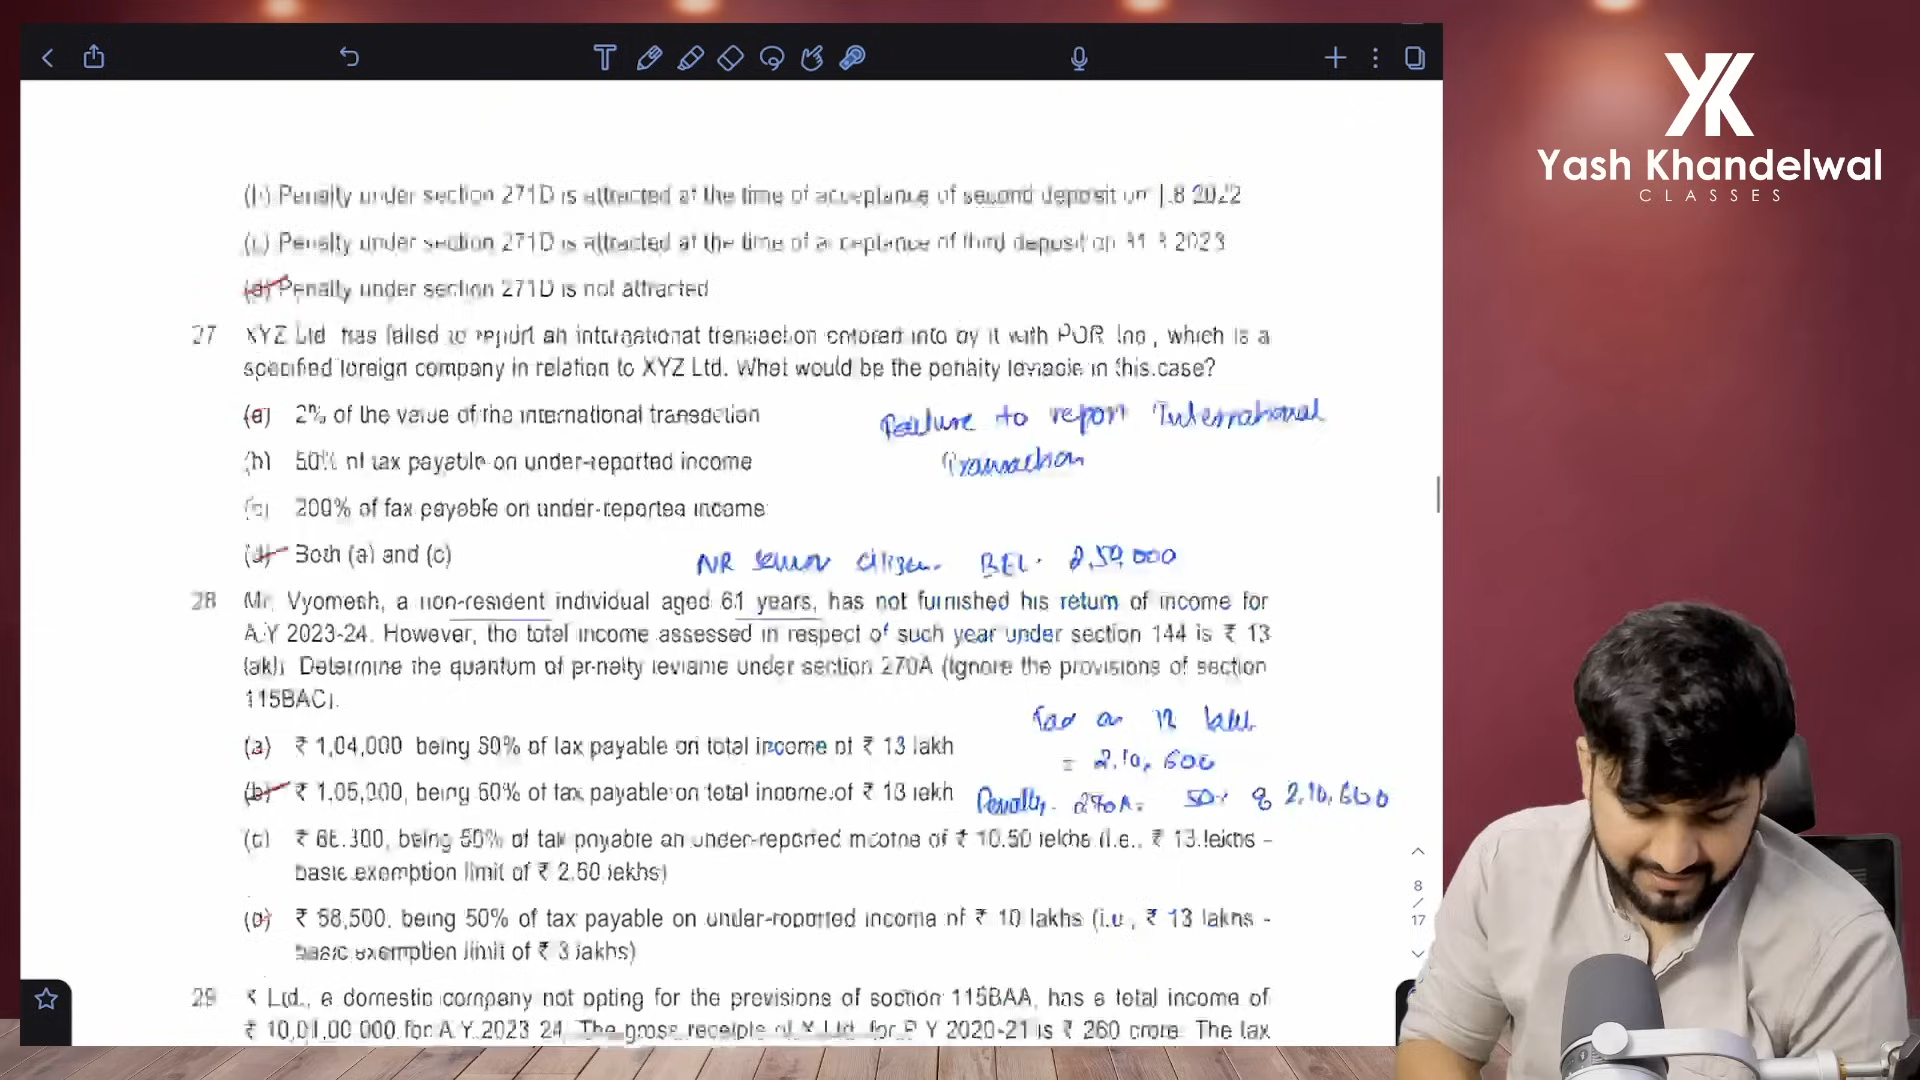 Yash Khandelwal
CLASSES
(b) Penalty under section 271D is attracted at the time of acceptance of second deposit on 1.8.2022
(c) Penalty under section 271D is attracted at the time of acceptance of third deposit on 2023
(d) Penalty under section 271D is not attracted
27 XYZ Ltd. has failed to report an international transaction entered into by it with PQR Inc., which is a
specified foreign company in relation to XYZ Ltd. What would be the penalty leviable in this case?
(a) 2% of the value of the international transaction
Failure to report International
Transaction
(b) 50% of tax payable on under-reported income
(c) 200% of tax payable on under-reported income
(d) Both (a) and (c)
NR senior citizen. BEL. 2,50,000
28 Mr. Vyomesh, a non-resident individual aged 61 years, has not furnished his return of income for
A.Y 2023-24. However, the total income assessed in respect of such year under section 144 is ₹ 13
lakh. Determine the quantum of penalty leviable under section 270A (Ignore the provisions of section
115BAC).
(a) ₹ 1,04,000 being 50% of tax payable on total income of ₹ 13 lakh
Tax on lakh
= 2,10,600
(b) ₹ 1,05,300, being 50% of tax payable on total income of ₹ 13 lakh
Penalty. 270A = 50% of 2,10,600
(c) being 50% of tax payable on under-reported income of ₹ 10.50 lakhs (i.e., ₹ 13 lakhs -
basic exemption limit of ₹ 2.50 lakhs)
(d) ₹ 58,500, being 50% of tax payable on under-reported income of ₹ 10 lakhs (i.e., ₹ 13 lakhs -
basic exemption limit of ₹ 3 lakhs)
29 Ltd., a domestic company not opting for the provisions of section 115BAA, has a total income of
₹ 10,01,00,000 for A.Y.2023-24. The gross receipts of X Ltd. for P.Y 2020-21 is ₹ 260 crore. The tax
8
/
17